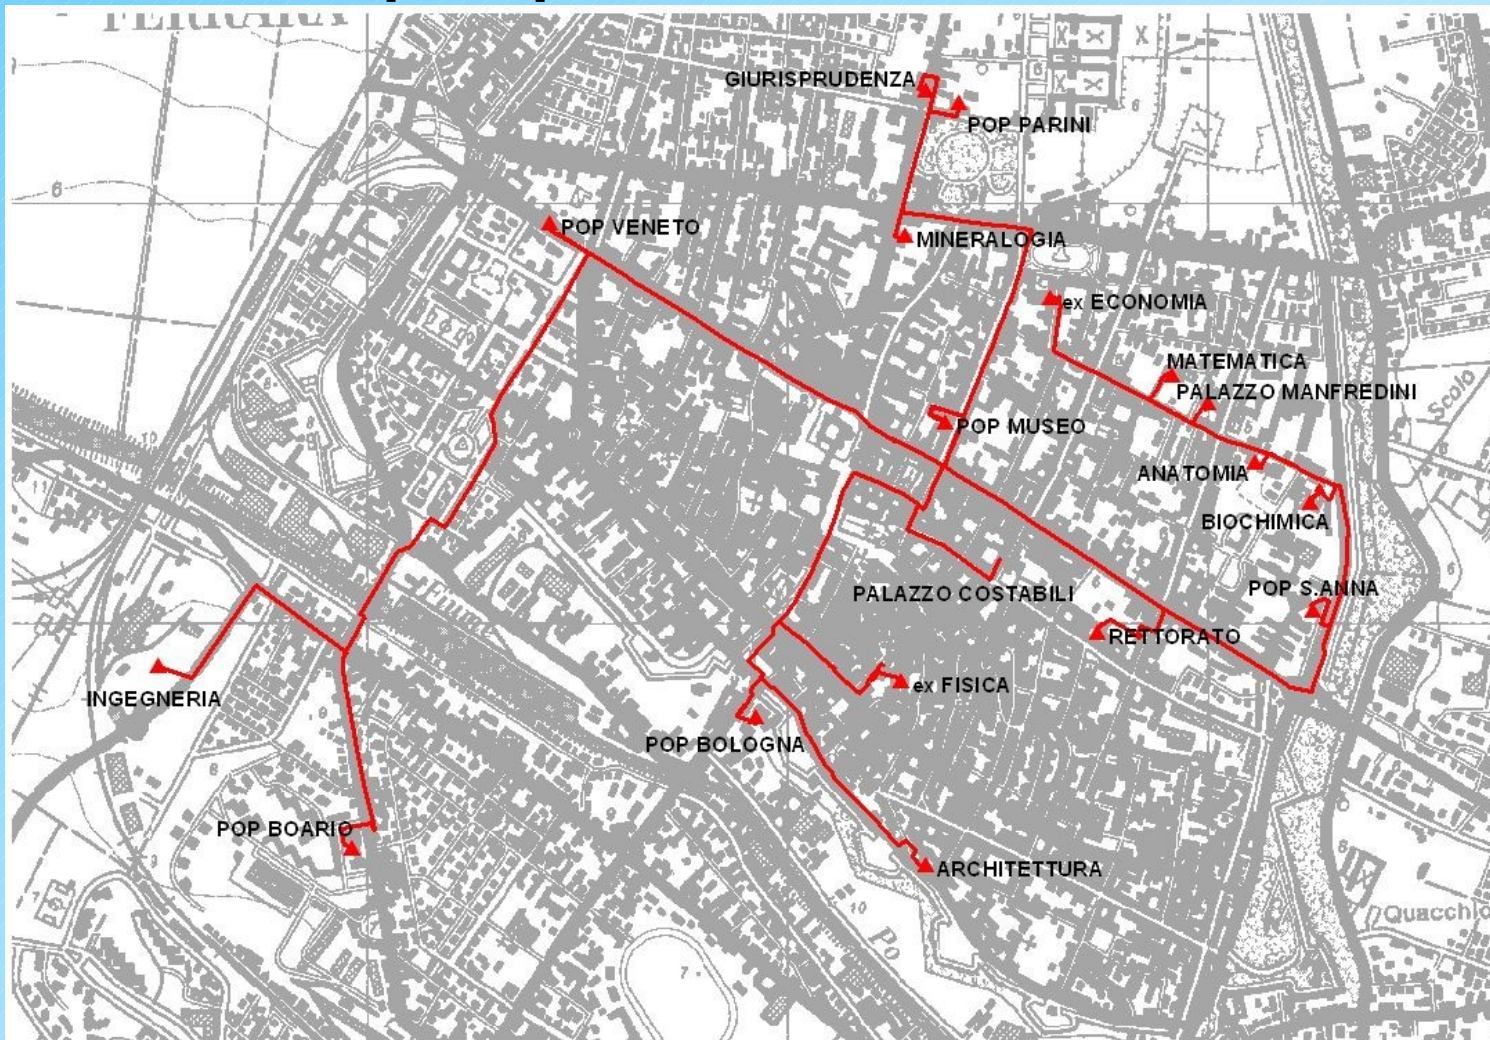 FERRARA
GIURISPRUDENZA
POP PARINI
POP VENETO
MINERALOGIA
ex ECONOMIA
MATEMATICA
PALAZZO MANFREDINI
POP MUSEO
ANATOMIA
BIOCHIMICA
POP S.ANNA
PALAZZO COSTABILI
RETTORATO
INGEGNERIA
ex FISICA
POP BOLOGNA
POP BOARIO
ARCHITETTURA
Scolo
Quacchio
Po